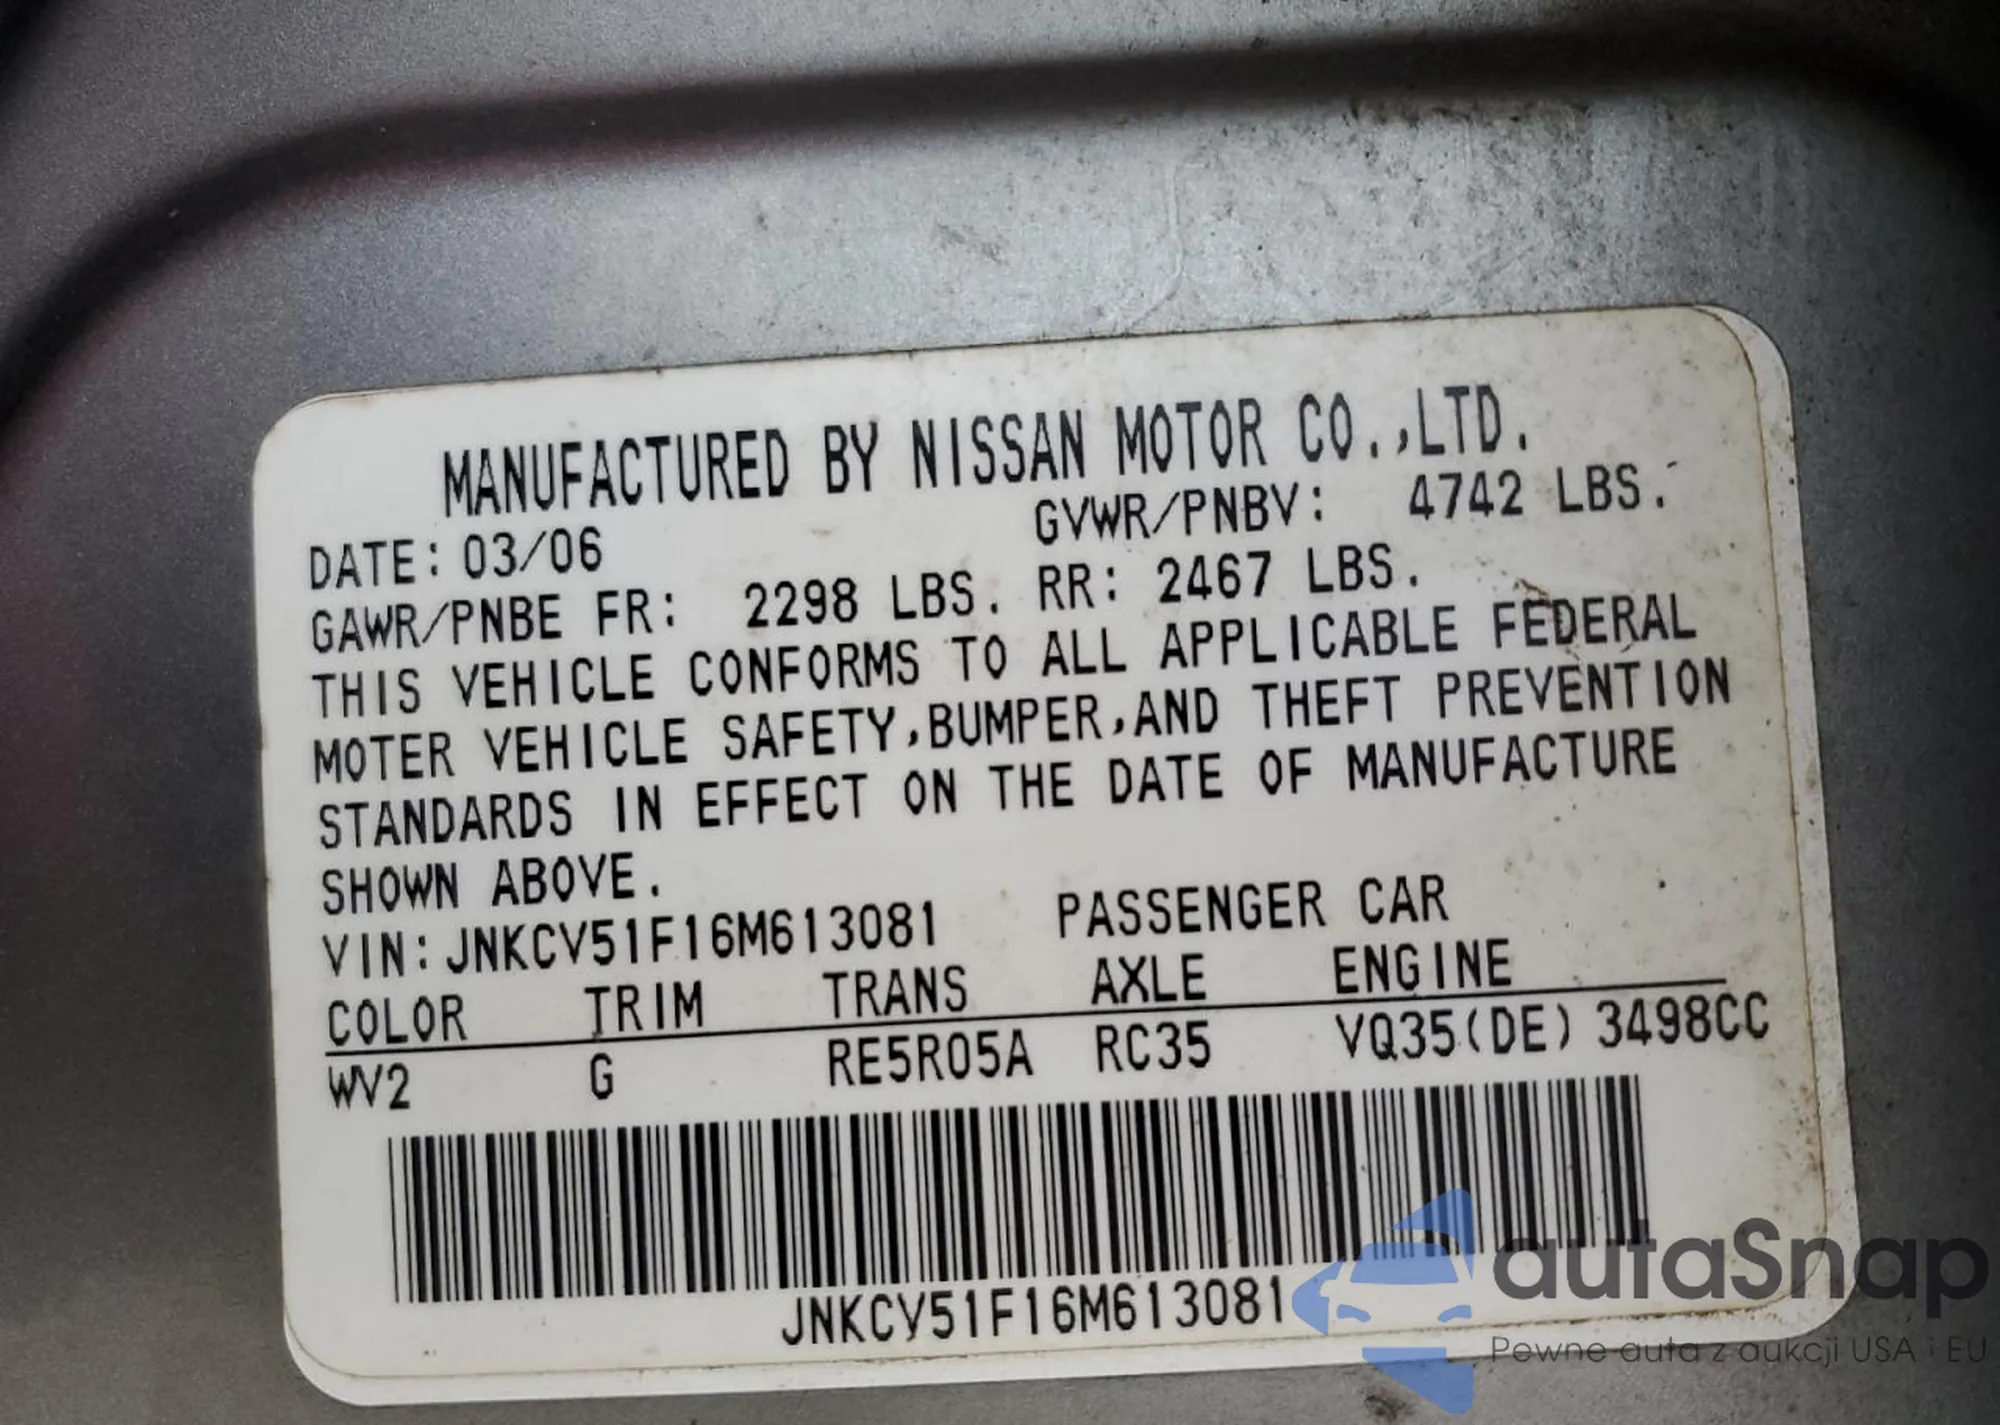 MANUFACTURED BY NISSAN MOTOR CO.,LTD.
DATE: 03/06 GVWR/PNBV: 4742 LBS.
GAWR/PNBE FR: 2298 LBS. RR: 2467 LBS.
THIS VEHICLE CONFORMS TO ALL APPLICABLE FEDERAL
MOTER VEHICLE SAFETY,BUMPER,AND THEFT PREVENTION
STANDARDS IN EFFECT ON THE DATE OF MANUFACTURE
SHOWN ABOVE.
VIN:JNKCV51F16M613081 PASSENGER CAR
COLOR TRIM TRANS AXLE ENGINE
WV2 G RE5R05A RC35 VQ35(DE) 3498CC
JNKCV51F16M613081
autaSnap
Pewne auta z aukcji USA i EU